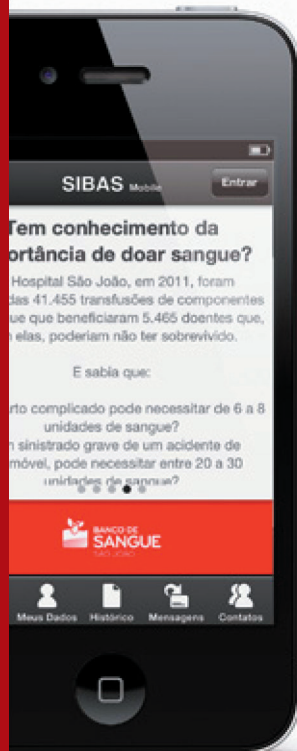 SIBAS Mobile
Entrar
Tem conhecimento da
ortância de doar sangue?
Hospital São João, em 2011, foram
das 41.455 transfusões de componentes
ue que beneficiaram 5.465 doentes que,
elas, poderiam não ter sobrevivido.
E sabia que:
rto complicado pode necessitar de 6 a 8
unidades de sangue?
sinistrado grave de um acidente de
móvel, pode necessitar entre 20 a 30
unidades de sangue?
BANCO DE
SANGUE
SÃO JOÃO
Meus Dados Histórico Mensagens Contatos